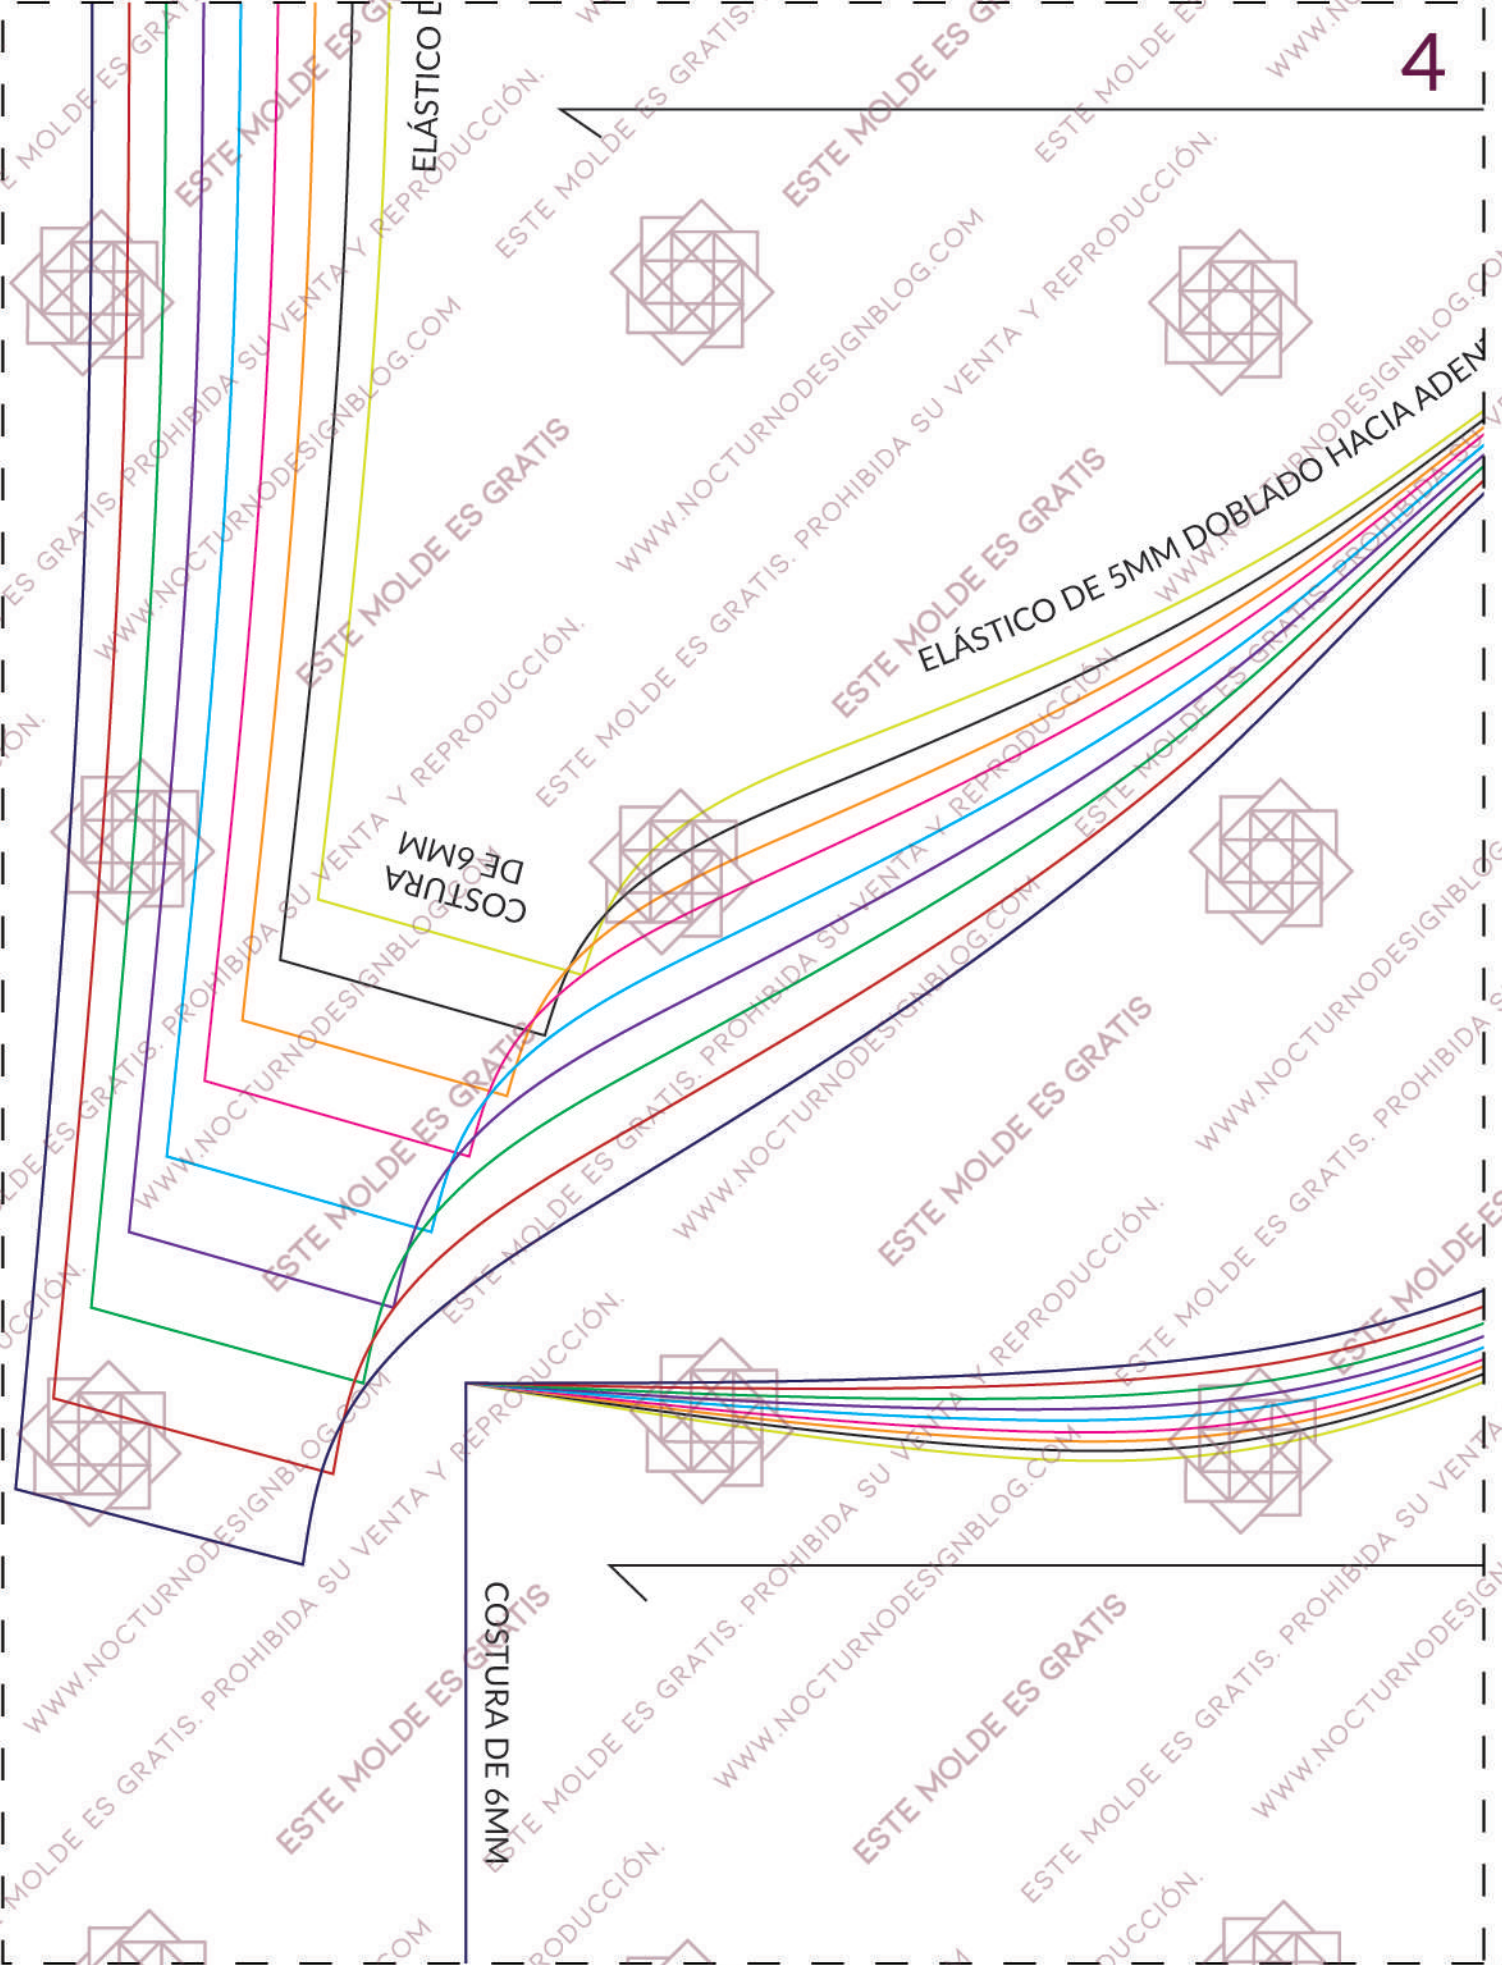 4
ELÁSTICO D
ELÁSTICO DE 5MM DOBLADO HACIA ADEN
COSTURA
DE 6MM
COSTURA DE 6MM
ESTE MOLDE ES GRATIS
ESTE MOLDE ES GRATIS. PROHIBIDA SU VENTA Y REPRODUCCIÓN.
WWW.NOCTURNODESIGNBLOG.COM